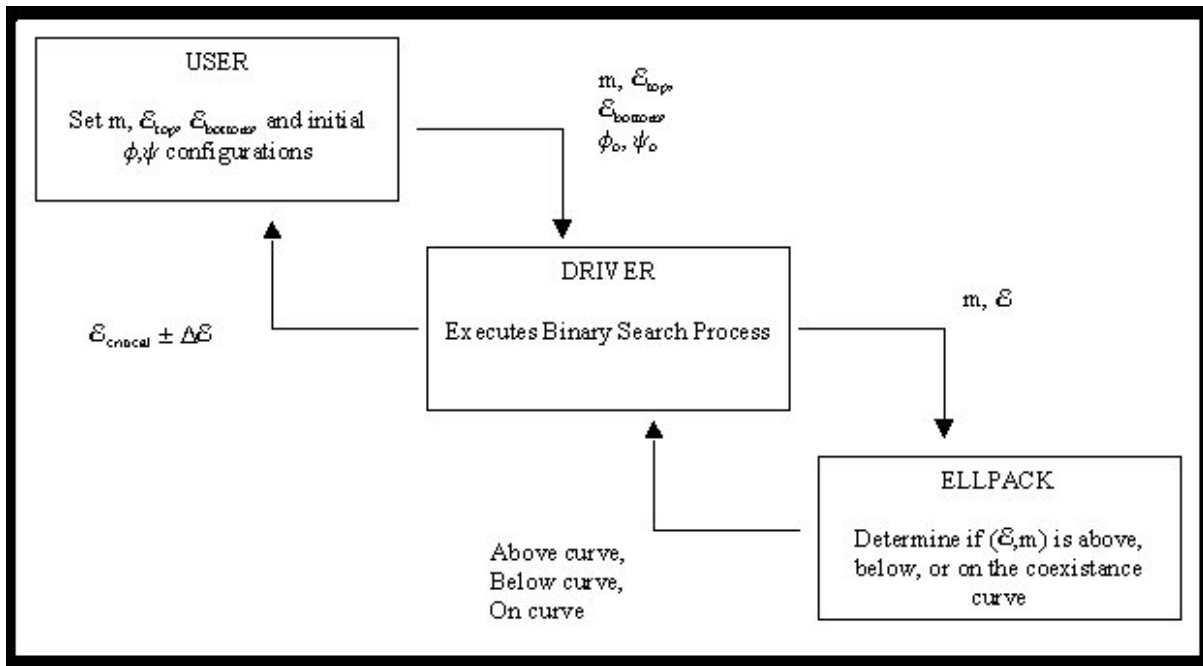 USER
Set m, ℰtop, ℰbottom, and initial
ϕ,ψ configurations
m, ℰtop,
ℰbottom,
ϕo, ψo
DRIVER
Executes Binary Search Process
ℰcritical ± Δℰ
m, ℰ
ELLPACK
Determine if (ℰ,m) is above,
below, or on the coexistance
curve
Above curve,
Below curve,
On curve